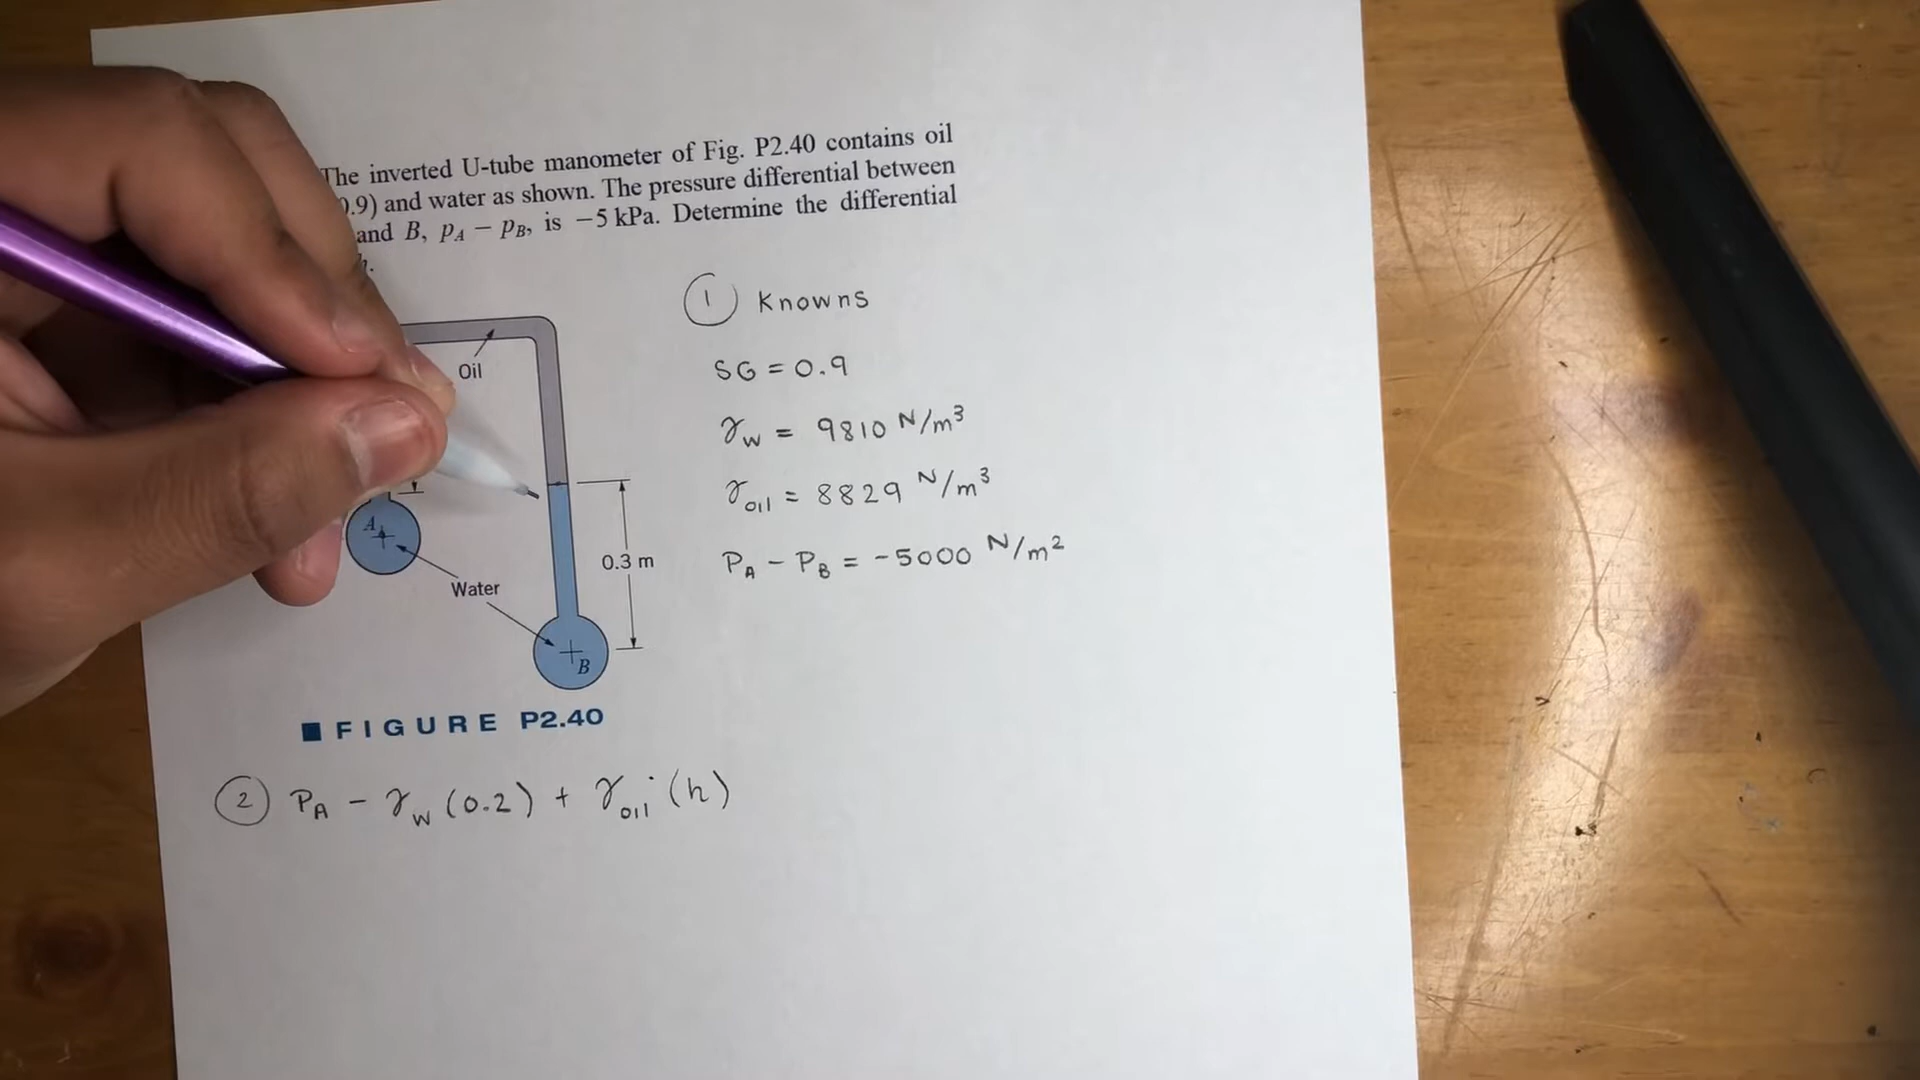 The inverted U-tube manometer of Fig. P2.40 contains oil
0.9) and water as shown. The pressure differential between
and B, pA − pB, is −5 kPa. Determine the differential
h.
1 Knowns
SG = 0.9
γw = 9810 N/m³
γoil = 8829 N/m³
PA − PB = −5000 N/m²
Oil
A
0.3 m
Water
B
FIGURE P2.40
2 PA − γw (0.2) + γoil (h)